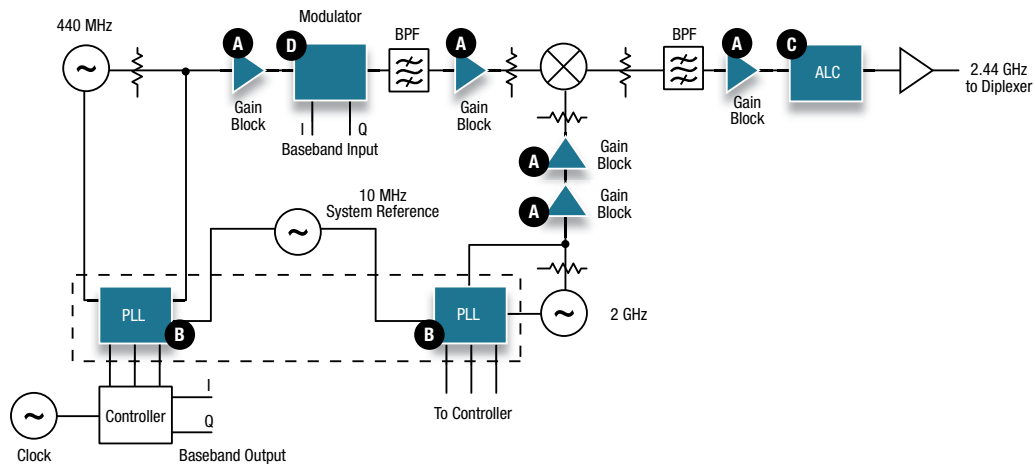 440 MHz
Modulator
BPF
BPF
A
D
A
A
C
ALC
2.44 GHz
to Diplexer
Gain
Block
I
Q
Baseband Input
Gain
Block
Gain
Block
A
Gain
Block
A
Gain
Block
10 MHz
System Reference
PLL
B
PLL
B
2 GHz
Controller
I
Q
To Controller
Clock
Baseband Output